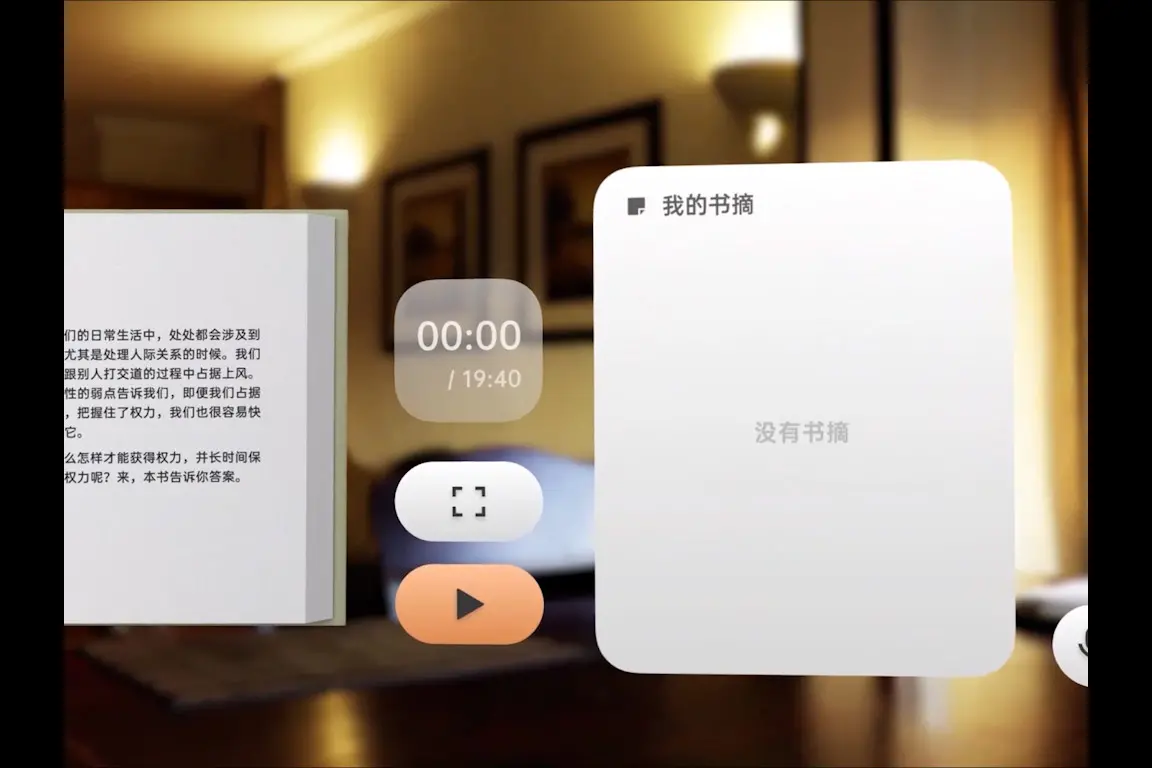 们的日常生活中，处处都会涉及到
尤其是处理人际关系的时候。我们
跟别人打交道的过程中占据上风。
性的弱点告诉我们，即便我们占据
，把握住了权力，我们也很容易快
它。
么怎样才能获得权力，并长时间保
权力呢？来，本书告诉你答案。
00:00
/ 19:40
我的书摘
没有书摘